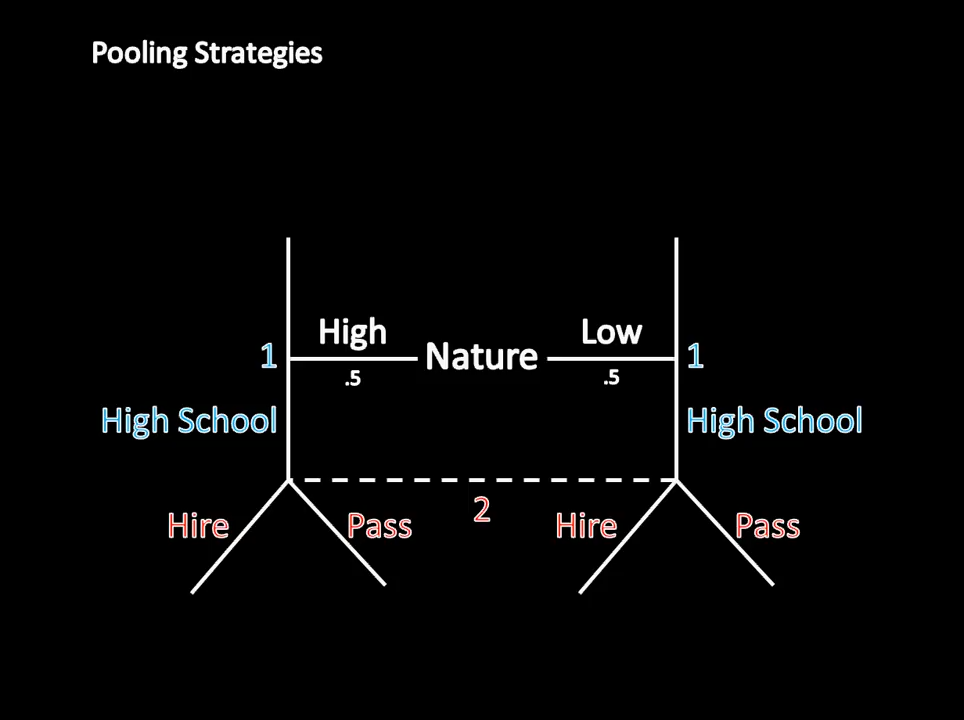 Pooling Strategies
High
Low
1
Nature
1
.5
.5
High School
High School
2
Hire
Pass
Hire
Pass